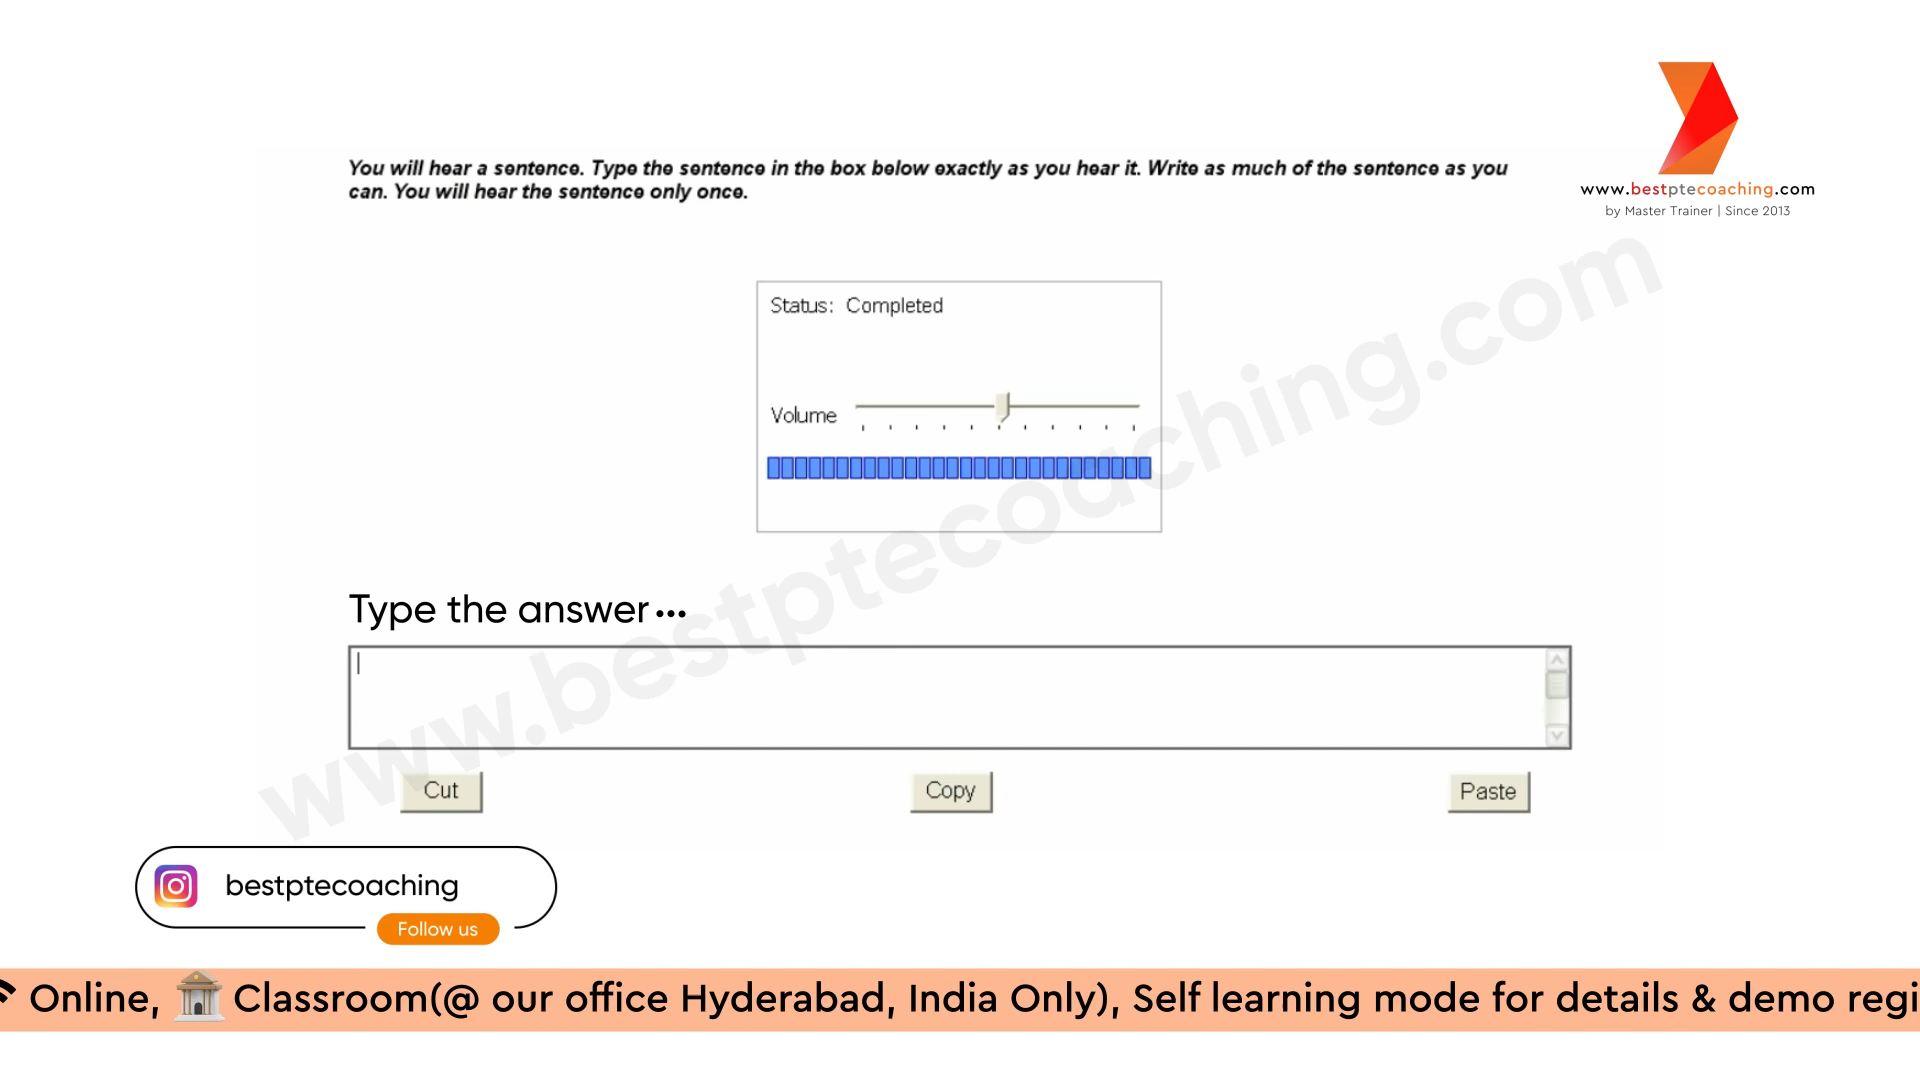 You will hear a sentence. Type the sentence in the box below exactly as you hear it. Write as much of the sentence as you
can. You will hear the sentence only once.
www.bestptecoaching.com
by Master Trainer | Since 2013
Status: Completed
Volume
www.bestptecoaching.com
Type the answer...
Cut
Copy
Paste
bestptecoaching
Follow us
Online, Classroom(@ our office Hyderabad, India Only), Self learning mode for details & demo regi